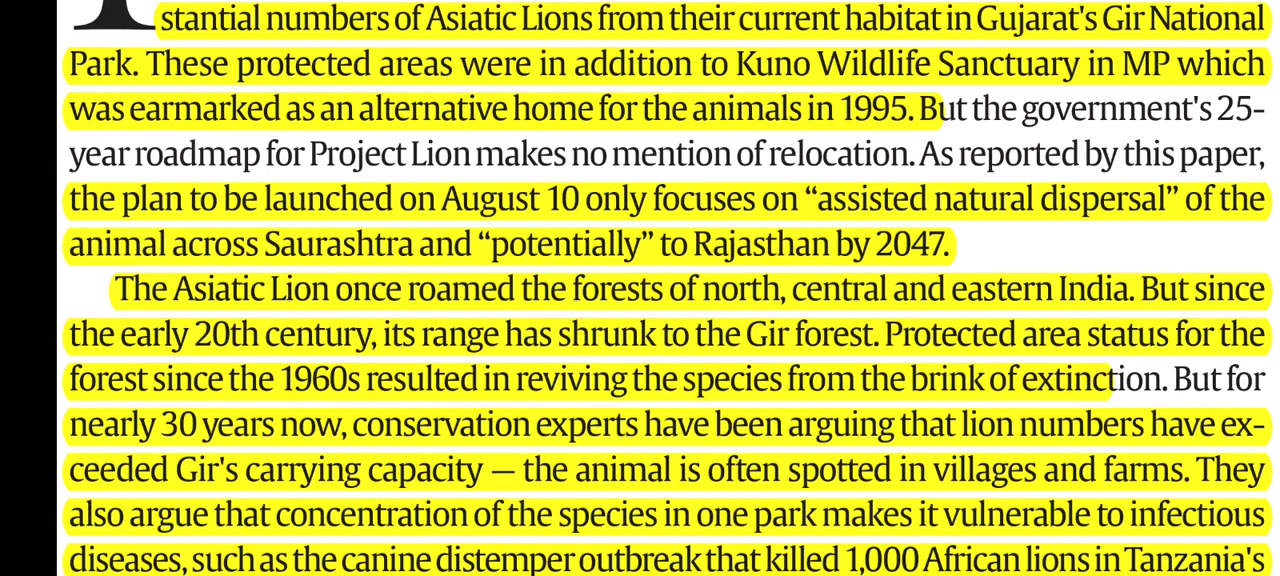 stantial numbers of Asiatic Lions from their current habitat in Gujarat's Gir National
Park. These protected areas were in addition to Kuno Wildlife Sanctuary in MP which
was earmarked as an alternative home for the animals in 1995. But the government's 25-
year roadmap for Project Lion makes no mention of relocation. As reported by this paper,
the plan to be launched on August 10 only focuses on “assisted natural dispersal” of the
animal across Saurashtra and “potentially” to Rajasthan by 2047.
The Asiatic Lion once roamed the forests of north, central and eastern India. But since
the early 20th century, its range has shrunk to the Gir forest. Protected area status for the
forest since the 1960s resulted in reviving the species from the brink of extinction. But for
nearly 30 years now, conservation experts have been arguing that lion numbers have ex-
ceeded Gir's carrying capacity — the animal is often spotted in villages and farms. They
also argue that concentration of the species in one park makes it vulnerable to infectious
diseases, such as the canine distemper outbreak that killed 1,000 African lions in Tanzania's